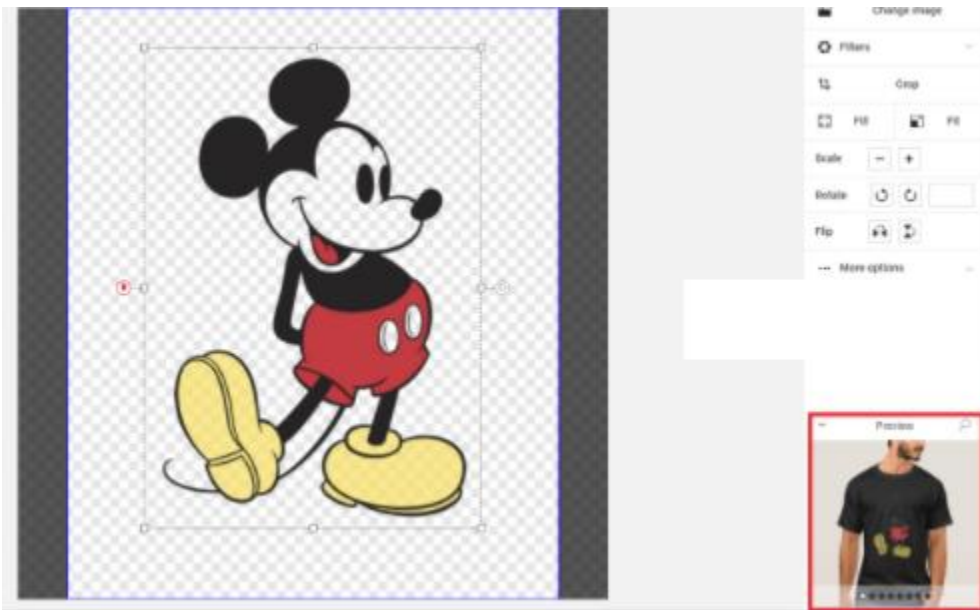 Change image
Filters
Crop
Fill Fit
Scale
Rotate
Flip
More options
Preview